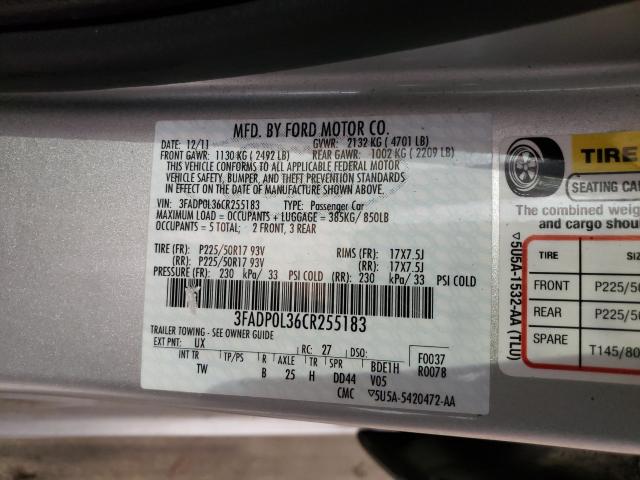 MFD. BY FORD MOTOR CO.
DATE: 12/11 GVWR: 2132 KG ( 4701 LB)
FRONT GAWR: 1130 KG ( 2492 LB) REAR GAWR: 1002 KG ( 2209 LB)
THIS VEHICLE CONFORMS TO ALL APPLICABLE FEDERAL MOTOR
VEHICLE SAFETY, BUMPER, AND THEFT PREVENTION STANDARDS
IN EFFECT ON THE DATE OF MANUFACTURE SHOWN ABOVE.
VIN: 3FADP0L36CR255183 TYPE: Passenger Car
MAXIMUM LOAD = OCCUPANTS + LUGGAGE = 385KG/ 850LB
OCCUPANTS = 5 TOTAL; 2 FRONT, 3 REAR
TIRE (FR): P225/50R17 93V RIMS (FR): 17X7.5J
(RR): P225/50R17 93V (RR): 17X7.5J
PRESSURE (FR): 230 kPa/ 33 PSI COLD (RR): 230 kPa/ 33 PSI COLD
3FADP0L36CR255183
TRAILER TOWING - SEE OWNER GUIDE
EXT PNT: UX RC: 27 DSO: F0037
INT TR TP/PS R AXLE TR SPR BDE1H R0078
TW B 25 H DD44 V05
CMC ▽5U5A-5420472-AA
TIRE
SEATING CA
The combined weig
and cargo shou
▽5U5A-1532-AA (TLU)
TIRE SIZ
FRONT P225/50
REAR P225/50
SPARE T145/80